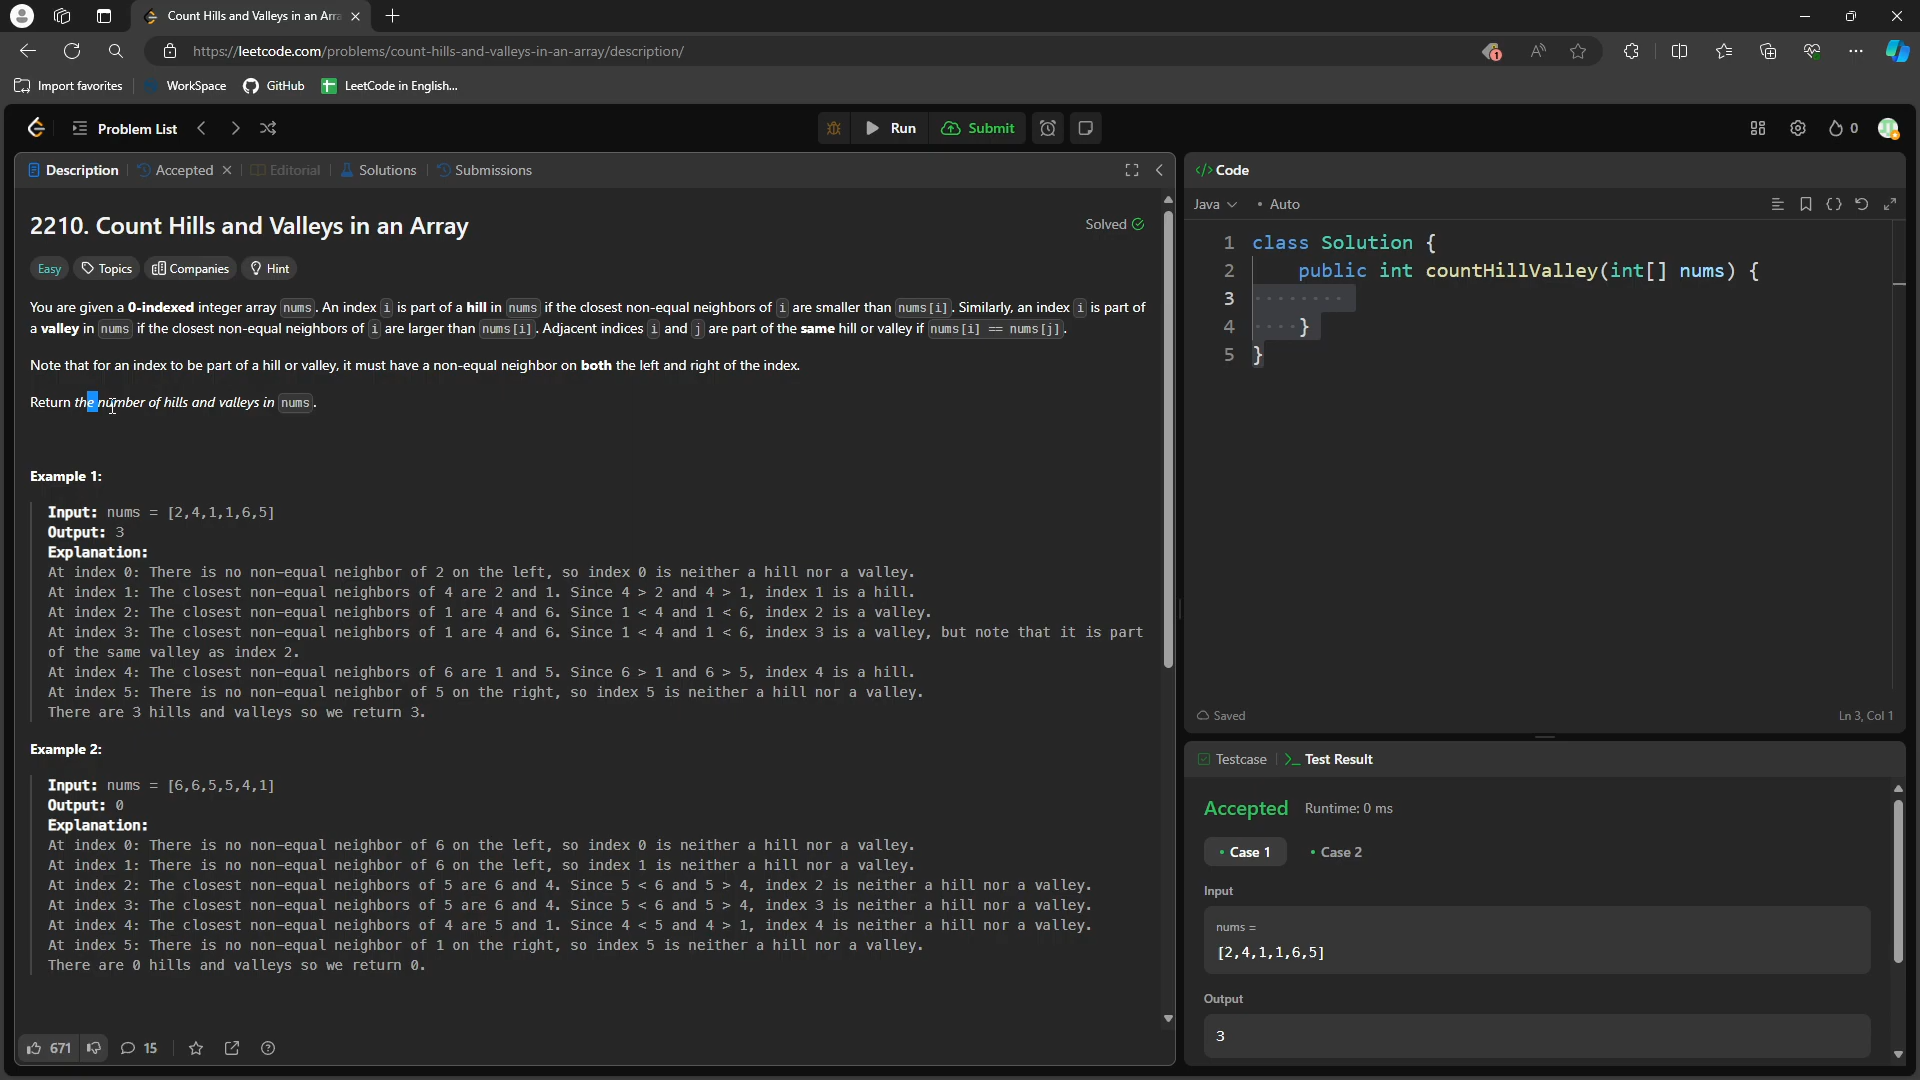 Count Hills and Valleys in an Arra
https://leetcode.com/problems/count-hills-and-valleys-in-an-array/description/
1
Import favorites
WorkSpace
GitHub
LeetCode in English...
Problem List
Run
Submit
0
Description
Accepted
Editorial
Solutions
Submissions
2210. Count Hills and Valleys in an Array
Solved
Easy
Topics
Companies
Hint
You are given a 0-indexed integer array nums. An index i is part of a hill in nums if the closest non-equal neighbors of i are smaller than nums[i]. Similarly, an index i is part of
a valley in nums if the closest non-equal neighbors of i are larger than nums[i]. Adjacent indices i and j are part of the same hill or valley if nums[i] == nums[j].
Note that for an index to be part of a hill or valley, it must have a non-equal neighbor on both the left and right of the index.
Return the number of hills and valleys in nums.
Example 1:
Input: nums = [2,4,1,1,6,5]
Output: 3
Explanation:
At index 0: There is no non-equal neighbor of 2 on the left, so index 0 is neither a hill nor a valley.
At index 1: The closest non-equal neighbors of 4 are 2 and 1. Since 4 > 2 and 4 > 1, index 1 is a hill.
At index 2: The closest non-equal neighbors of 1 are 4 and 6. Since 1 < 4 and 1 < 6, index 2 is a valley.
At index 3: The closest non-equal neighbors of 1 are 4 and 6. Since 1 < 4 and 1 < 6, index 3 is a valley, but note that it is part
of the same valley as index 2.
At index 4: The closest non-equal neighbors of 6 are 1 and 5. Since 6 > 1 and 6 > 5, index 4 is a hill.
At index 5: There is no non-equal neighbor of 5 on the right, so index 5 is neither a hill nor a valley.
There are 3 hills and valleys so we return 3.
Example 2:
Input: nums = [6,6,5,5,4,1]
Output: 0
Explanation:
At index 0: There is no non-equal neighbor of 6 on the left, so index 0 is neither a hill nor a valley.
At index 1: There is no non-equal neighbor of 6 on the left, so index 1 is neither a hill nor a valley.
At index 2: The closest non-equal neighbors of 5 are 6 and 4. Since 5 < 6 and 5 > 4, index 2 is neither a hill nor a valley.
At index 3: The closest non-equal neighbors of 5 are 6 and 4. Since 5 < 6 and 5 > 4, index 3 is neither a hill nor a valley.
At index 4: The closest non-equal neighbors of 4 are 5 and 1. Since 4 < 5 and 4 > 1, index 4 is neither a hill nor a valley.
At index 5: There is no non-equal neighbor of 1 on the right, so index 5 is neither a hill nor a valley.
There are 0 hills and valleys so we return 0.
671
15
</> Code
Java
• Auto
1 class Solution {
2 public int countHillValley(int[] nums) {
3
4 }
5 }
Saved
Ln 3, Col 1
Testcase
>_ Test Result
Accepted
Runtime: 0 ms
• Case 1
• Case 2
Input
nums =
[2,4,1,1,6,5]
Output
3